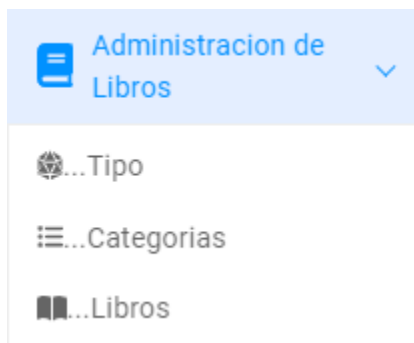 Administracion de
Libros
...Tipo
...Categorias
...Libros